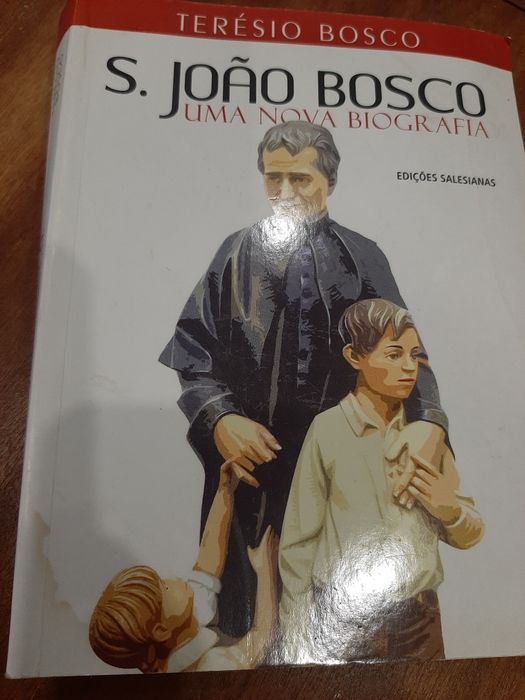 TERÉSIO BOSCO
S. JOÃO BOSCO
UMA NOVA BIOGRAFIA
EDIÇÕES SALESIANAS